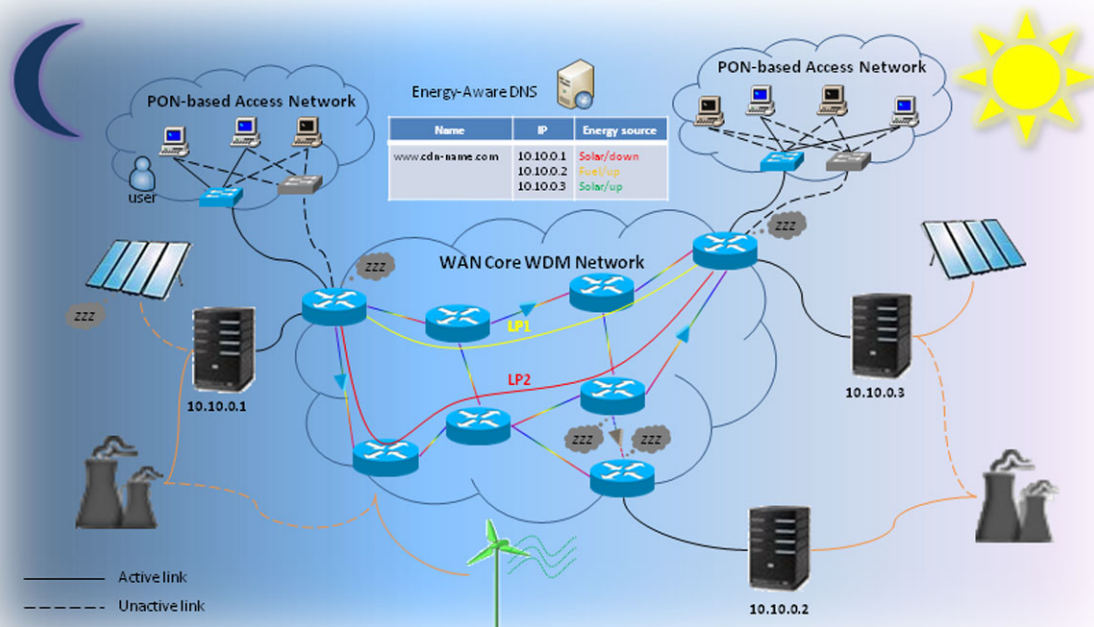 PON-based Access Network
PON-based Access Network
Energy-Aware DNS
Name IP Energy source
www.cdn-name.com 10.10.0.1 Solar/down
10.10.0.2 Fuel/up
10.10.0.3 Solar/up
user
zzz
zzz
WAN Core WDM Network
zzz
LP1
LP2
10.10.0.1
10.10.0.3
zzz
zzz
Active link
Unactive link
10.10.0.2